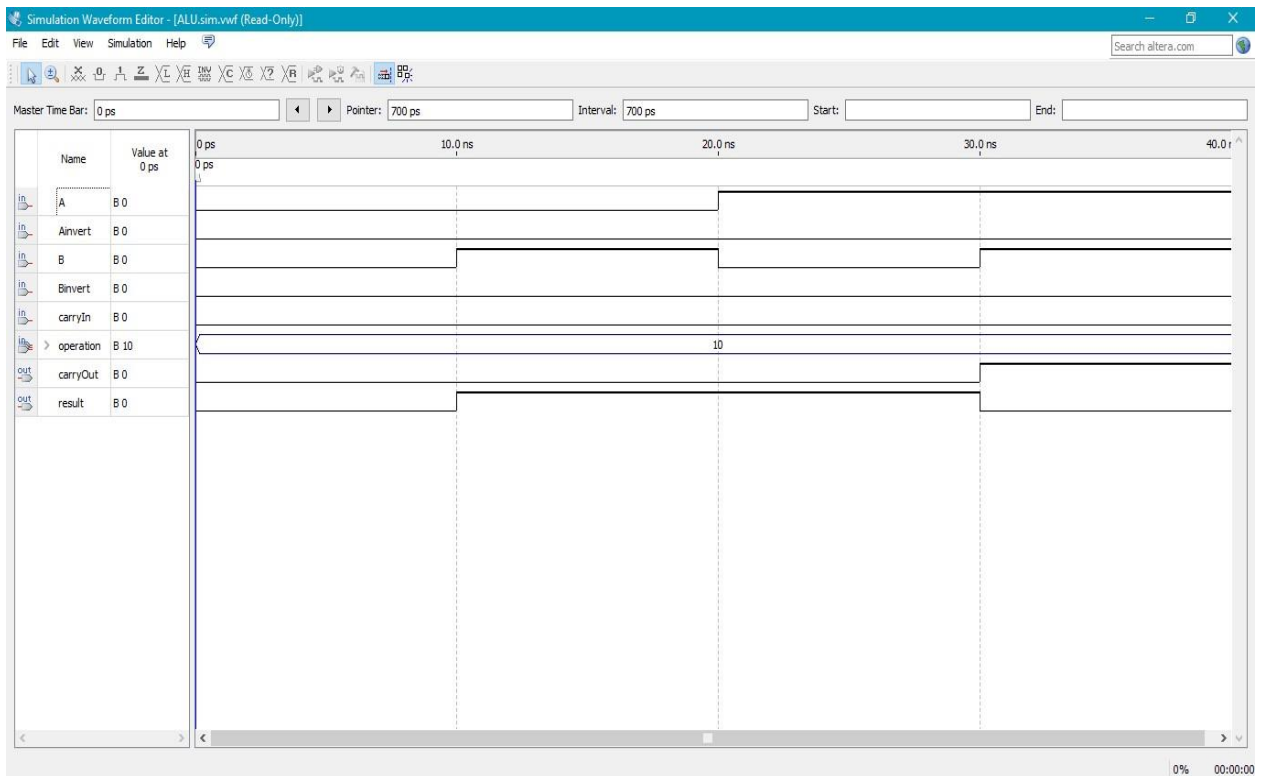 Simulation Waveform Editor - [ALU.sim.vwf (Read-Only)]
File Edit View Simulation Help
Search altera.com
Master Time Bar: 0 ps Pointer: 700 ps Interval: 700 ps Start: End:
Name Value at 0 ps
0 ps 10.0 ns 20.0 ns 30.0 ns 40.0 r
0 ps
A B 0
Ainvert B 0
B B 0
Binvert B 0
carryIn B 0
operation B 10 10
carryOut B 0
result B 0
0% 00:00:00